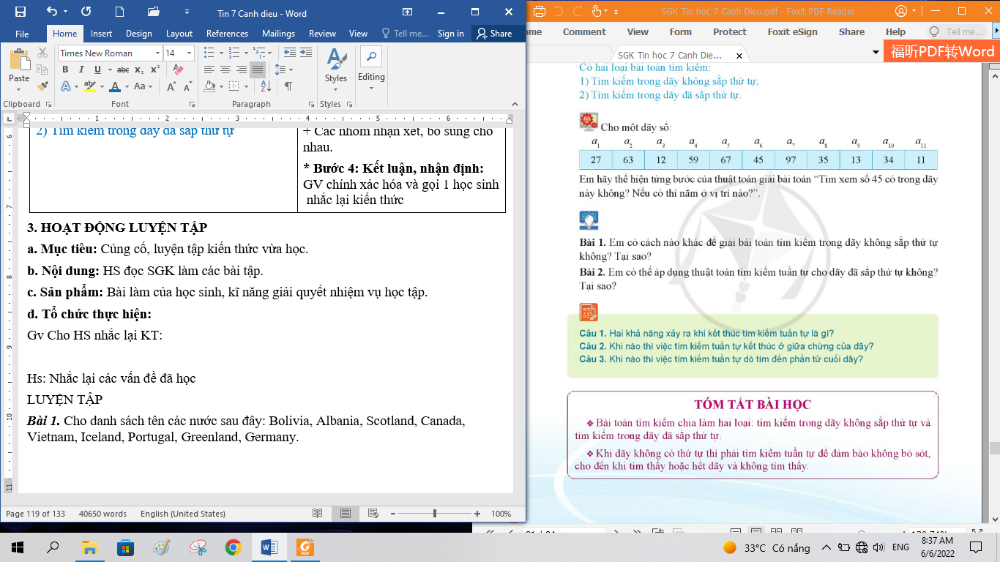 Tin 7 Canh dieu - Word
File Home Insert Design Layout References Mailings Review View Tell me... Sign in Share
Times New Roman 14
Paste
Styles
Editing
Clipboard Font Paragraph Styles
2) Tìm kiếm trong dãy đã sắp thứ tự
+ Các nhóm nhận xét, bổ sung cho
nhau.
* Bước 4: Kết luận, nhận định:
GV chính xác hóa và gọi 1 học sinh
nhắc lại kiến thức
3. HOẠT ĐỘNG LUYỆN TẬP
a. Mục tiêu: Củng cố, luyện tập kiến thức vừa học.
b. Nội dung: HS đọc SGK làm các bài tập.
c. Sản phẩm: Bài làm của học sinh, kĩ năng giải quyết nhiệm vụ học tập.
d. Tổ chức thực hiện:
Gv Cho HS nhắc lại KT:
Hs: Nhắc lại các vấn đề đã học
LUYỆN TẬP
Bài 1. Cho danh sách tên các nước sau đây: Bolivia, Albania, Scotland, Canada,
Vietnam, Iceland, Portugal, Greenland, Germany.
Page 119 of 133 40650 words English (United States) 100%
SGK Tin hoc 7 Canh Dieu.pdf - Foxit PDF Reader
Comment View Form Protect Foxit eSign Share Help Tell me...
SGK Tin hoc 7 Canh Die...
福昕PDF转Word
Có hai loại bài toán tìm kiếm:
1) Tìm kiếm trong dãy không sắp thứ tự;
2) Tìm kiếm trong dãy đã sắp thứ tự.
Cho một dãy số:
a1 a2 a3 a4 a5 a6 a7 a8 a9 a10 a11
27 63 12 59 67 45 97 35 13 34 11
Em hãy thể hiện từng bước của thuật toán giải bài toán “Tìm xem số 45 có trong dãy
này không? Nếu có thì nằm ở vị trí nào?”.
Bài 1. Em có cách nào khác để giải bài toán tìm kiếm trong dãy không sắp thứ tự
không? Tại sao?
Bài 2. Em có thể áp dụng thuật toán tìm kiếm tuần tự cho dãy đã sắp thứ tự không?
Tại sao?
Câu 1. Hai khả năng xảy ra khi kết thúc tìm kiếm tuần tự là gì?
Câu 2. Khi nào thì việc tìm kiếm tuần tự kết thúc ở giữa chừng của dãy?
Câu 3. Khi nào thì việc tìm kiếm tuần tự dò tìm đến phần tử cuối dãy?
TÓM TẮT BÀI HỌC
❖ Bài toán tìm kiếm chia làm hai loại: tìm kiếm trong dãy không sắp thứ tự và
tìm kiếm trong dãy đã sắp thứ tự.
❖ Khi dãy không có thứ tự thì phải tìm kiếm tuần tự để đảm bảo không bỏ sót,
cho đến khi tìm thấy hoặc hết dãy và không tìm thấy.
33°C Có nắng ENG
8:37 AM
6/6/2022